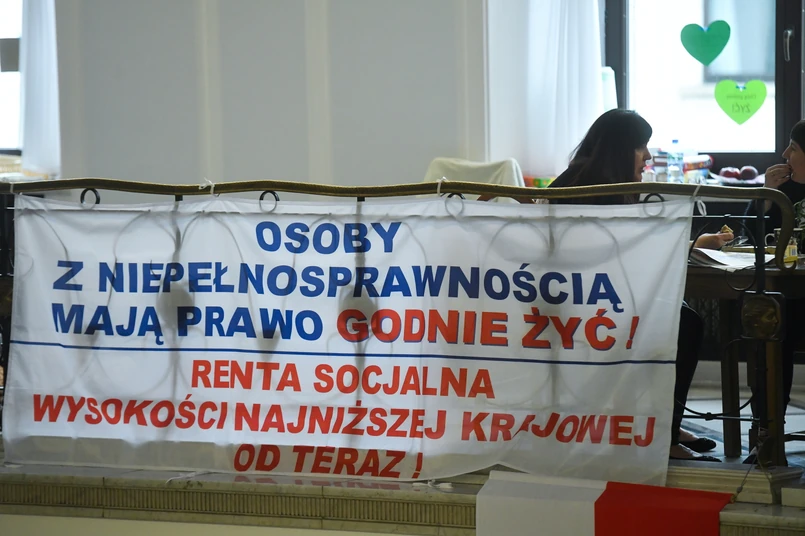 OSOBY
Z NIEPEŁNOSPRAWNOŚCIĄ
MAJĄ PRAWO GODNIE ŻYĆ!
RENTA SOCJALNA
WYSOKOŚCI NAJNIŻSZEJ KRAJOWEJ
OD TERAZ!